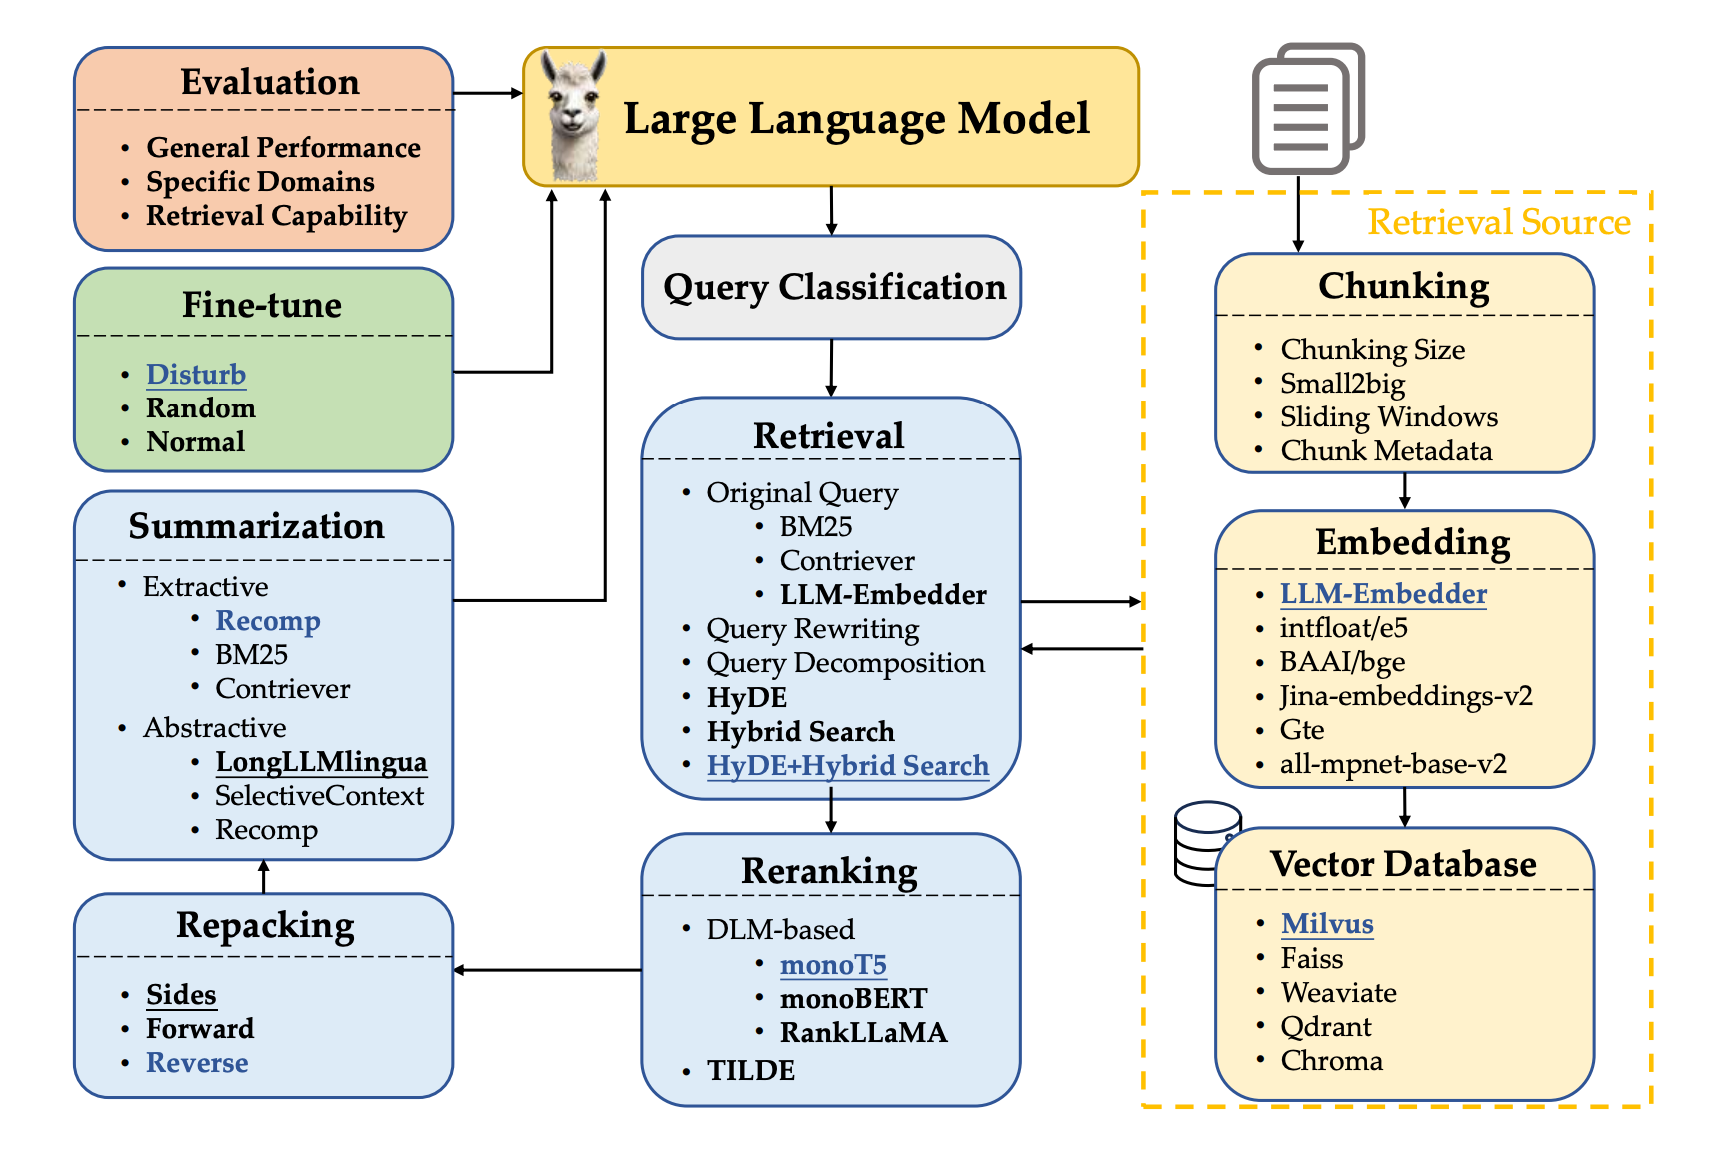 Evaluation
General Performance
Specific Domains
Retrieval Capability
Fine-tune
Disturb
Random
Normal
Summarization
Extractive
Recomp
BM25
Contriever
Abstractive
LongLLMlingua
SelectiveContext
Recomp
Repacking
Sides
Forward
Reverse
Large Language Model
Query Classification
Retrieval
Original Query
BM25
Contriever
LLM-Embedder
Query Rewriting
Query Decomposition
HyDE
Hybrid Search
HyDE+Hybrid Search
Reranking
DLM-based
monoT5
monoBERT
RankLLaMA
TILDE
Retrieval Source
Chunking
Chunking Size
Small2big
Sliding Windows
Chunk Metadata
Embedding
LLM-Embedder
intfloat/e5
BAAI/bge
Jina-embeddings-v2
Gte
all-mpnet-base-v2
Vector Database
Milvus
Faiss
Weaviate
Qdrant
Chroma